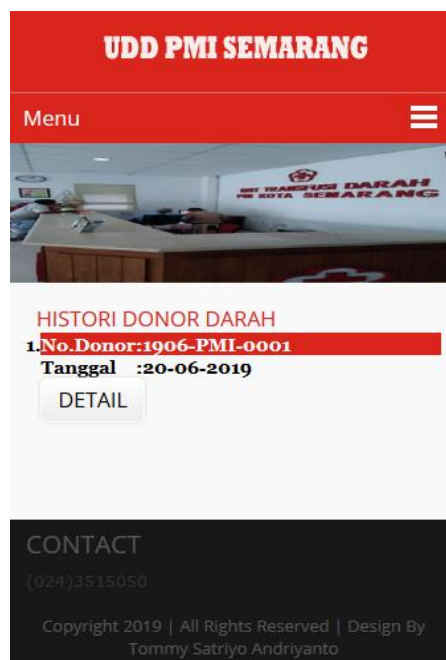 UDD PMI SEMARANG
Menu
UNIT TRANSFUSI DARAH
PMI KOTA SEMARANG
HISTORI DONOR DARAH
1.No.Donor:1906-PMI-0001
Tanggal :20-06-2019
DETAIL
CONTACT
(024)3515050
Copyright 2019 | All Rights Reserved | Design By
Tommy Satriyo Andriyanto